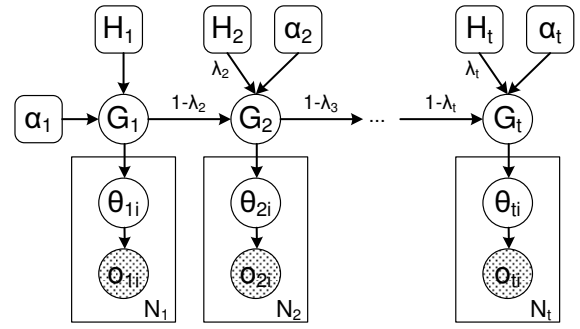 H₁ H₂ α₂ Hₜ αₜ
λ₂ λₜ
α₁ G₁ 1-λ₂ G₂ 1-λ₃ ... 1-λₜ Gₜ
θ₁ᵢ θ₂ᵢ θₜᵢ
o₁ᵢ o₂ᵢ oₜᵢ
N₁ N₂ Nₜ